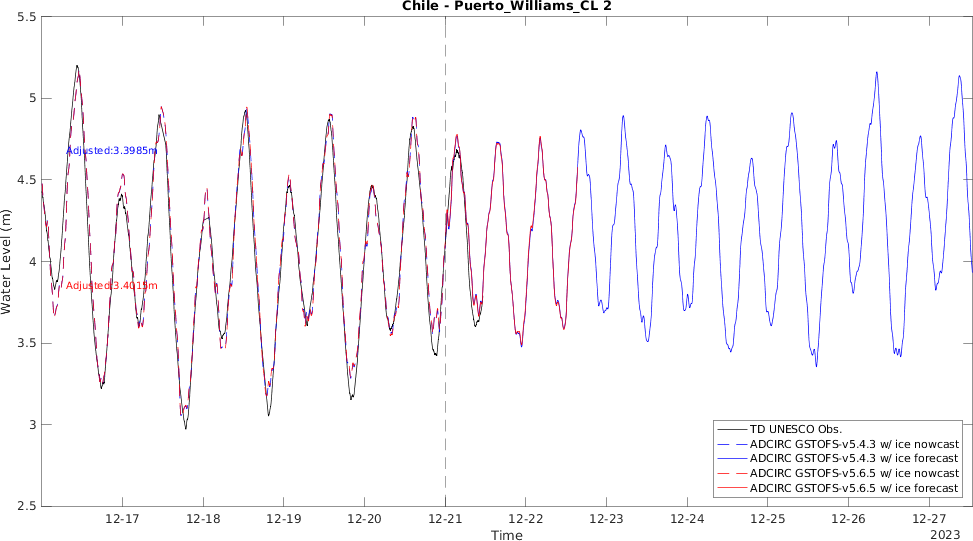 Chile - Puerto_Williams_CL 2
5.5
5
4.5
4
3.5
3
2.5
Water Level (m)
Adjusted:3.3985m
Adjusted:3.4015m
TD UNESCO Obs.
ADCIRC GSTOFS-v5.4.3 w/ ice nowcast
ADCIRC GSTOFS-v5.4.3 w/ ice forecast
ADCIRC GSTOFS-v5.6.5 w/ ice nowcast
ADCIRC GSTOFS-v5.6.5 w/ ice forecast
12-17 12-18 12-19 12-20 12-21 12-22 12-23 12-24 12-25 12-26 12-27
Time
2023